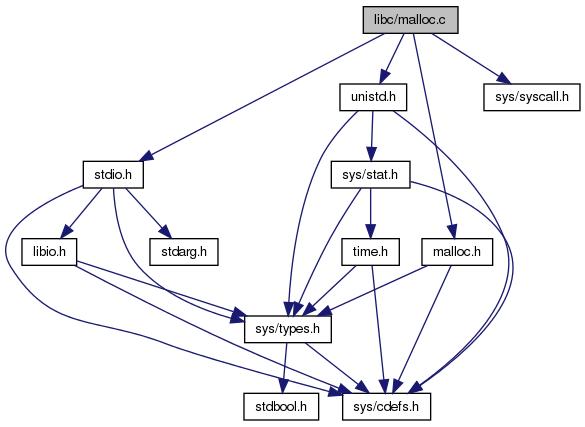 libc/malloc.c
unistd.h
sys/syscall.h
stdio.h
sys/stat.h
libio.h
stdarg.h
time.h
malloc.h
sys/types.h
stdbool.h
sys/cdefs.h